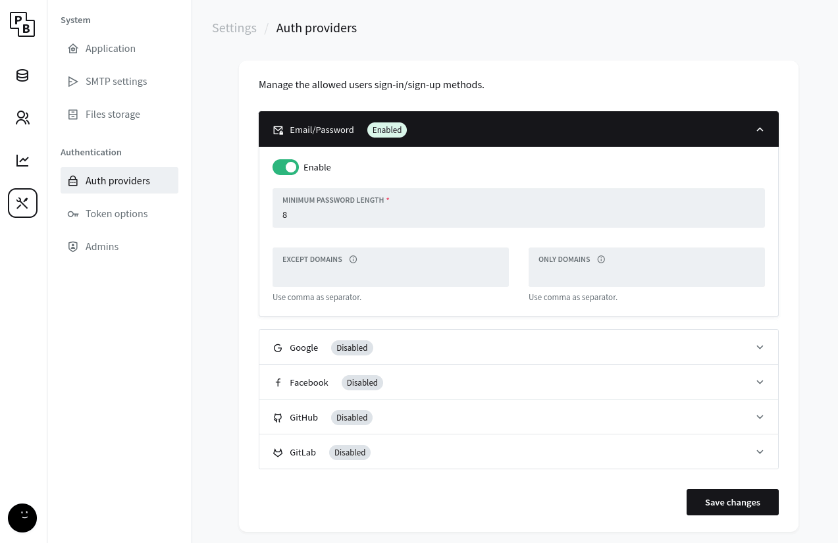 PB
System
Application
SMTP settings
Files storage
Authentication
Auth providers
Token options
Admins
Settings / Auth providers
Manage the allowed users sign-in/sign-up methods.
Email/Password Enabled
Enable
MINIMUM PASSWORD LENGTH *
8
EXCEPT DOMAINS
Use comma as separator.
ONLY DOMAINS
Use comma as separator.
Google Disabled
Facebook Disabled
GitHub Disabled
GitLab Disabled
Save changes